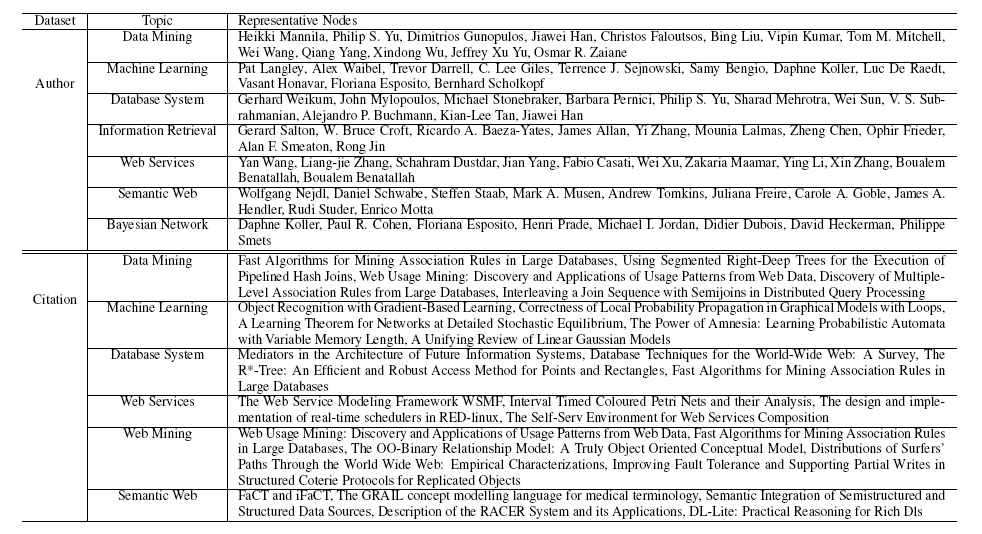 Dataset Topic Representative Nodes
Author
Data Mining Heikki Mannila, Philip S. Yu, Dimitrios Gunopulos, Jiawei Han, Christos Faloutsos, Bing Liu, Vipin Kumar, Tom M. Mitchell,
Wei Wang, Qiang Yang, Xindong Wu, Jeffrey Xu Yu, Osmar R. Zaiane
Machine Learning Pat Langley, Alex Waibel, Trevor Darrell, C. Lee Giles, Terrence J. Sejnowski, Samy Bengio, Daphne Koller, Luc De Raedt,
Vasant Honavar, Floriana Esposito, Bernhard Scholkopf
Database System Gerhard Weikum, John Mylopoulos, Michael Stonebraker, Barbara Pernici, Philip S. Yu, Sharad Mehrotra, Wei Sun, V. S. Sub-
rahmanian, Alejandro P. Buchmann, Kian-Lee Tan, Jiawei Han
Information Retrieval Gerard Salton, W. Bruce Croft, Ricardo A. Baeza-Yates, James Allan, Yi Zhang, Mounia Lalmas, Zheng Chen, Ophir Frieder,
Alan F. Smeaton, Rong Jin
Web Services Yan Wang, Liang-jie Zhang, Schahram Dustdar, Jian Yang, Fabio Casati, Wei Xu, Zakaria Maamar, Ying Li, Xin Zhang, Boualem
Benatallah, Boualem Benatallah
Semantic Web Wolfgang Nejdl, Daniel Schwabe, Steffen Staab, Mark A. Musen, Andrew Tomkins, Juliana Freire, Carole A. Goble, James A.
Hendler, Rudi Studer, Enrico Motta
Bayesian Network Daphne Koller, Paul R. Cohen, Floriana Esposito, Henri Prade, Michael I. Jordan, Didier Dubois, David Heckerman, Philippe
Smets
Citation
Data Mining Fast Algorithms for Mining Association Rules in Large Databases, Using Segmented Right-Deep Trees for the Execution of
Pipelined Hash Joins, Web Usage Mining: Discovery and Applications of Usage Patterns from Web Data, Discovery of Multiple-
Level Association Rules from Large Databases, Interleaving a Join Sequence with Semijoins in Distributed Query Processing
Machine Learning Object Recognition with Gradient-Based Learning, Correctness of Local Probability Propagation in Graphical Models with Loops,
A Learning Theorem for Networks at Detailed Stochastic Equilibrium, The Power of Amnesia: Learning Probabilistic Automata
with Variable Memory Length, A Unifying Review of Linear Gaussian Models
Database System Mediators in the Architecture of Future Information Systems, Database Techniques for the World-Wide Web: A Survey, The
R*-Tree: An Efficient and Robust Access Method for Points and Rectangles, Fast Algorithms for Mining Association Rules in
Large Databases
Web Services The Web Service Modeling Framework WSMF, Interval Timed Coloured Petri Nets and their Analysis, The design and imple-
mentation of real-time schedulers in RED-linux, The Self-Serv Environment for Web Services Composition
Web Mining Web Usage Mining: Discovery and Applications of Usage Patterns from Web Data, Fast Algorithms for Mining Association Rules
in Large Databases, The OO-Binary Relationship Model: A Truly Object Oriented Conceptual Model, Distributions of Surfers'
Paths Through the World Wide Web: Empirical Characterizations, Improving Fault Tolerance and Supporting Partial Writes in
Structured Coterie Protocols for Replicated Objects
Semantic Web FaCT and iFaCT, The GRAIL concept modelling language for medical terminology, Semantic Integration of Semistructured and
Structured Data Sources, Description of the RACER System and its Applications, DL-Lite: Practical Reasoning for Rich Dls